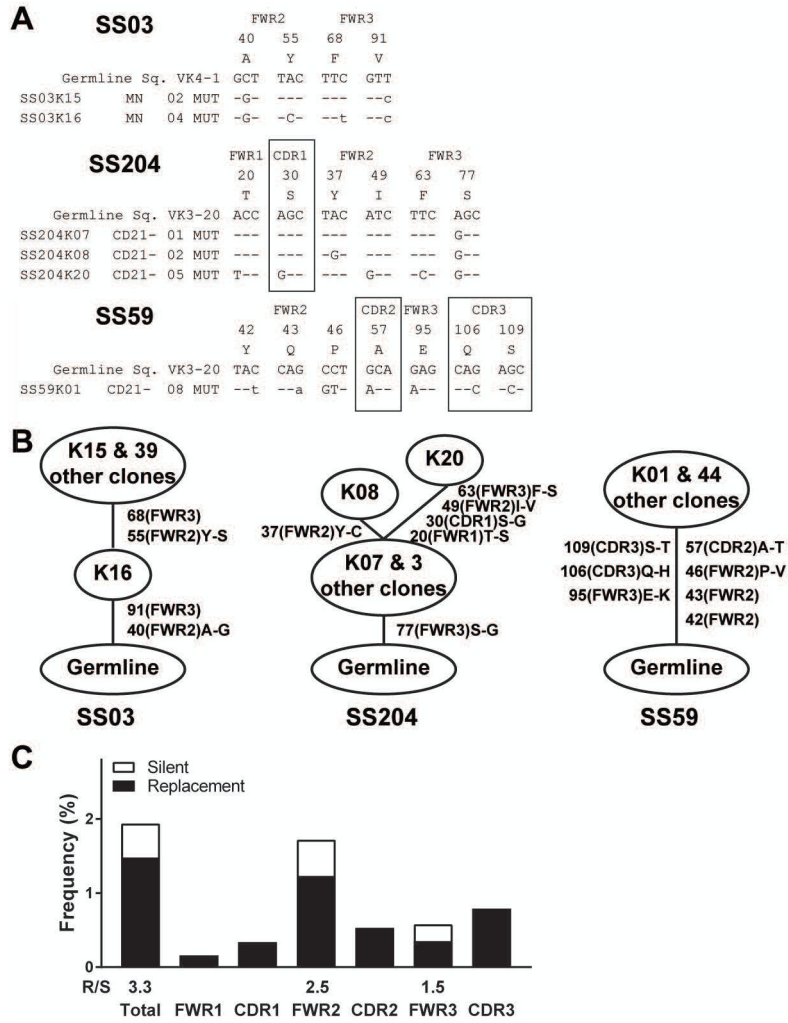 A
SS03
FWR2 FWR3
40 55 68 91
A Y F V
Germline Sq. VK4-1 GCT TAC TTC GTT
SS03K15 MN 02 MUT -G- --- --- --c
SS03K16 MN 04 MUT -G- -C- --t --c
SS204
FWR1 CDR1 FWR2 FWR3
20 30 37 49 63 77
T S Y I F S
Germline Sq. VK3-20 ACC AGC TAC ATC TTC AGC
SS204K07 CD21- 01 MUT --- --- --- --- --- G--
SS204K08 CD21- 02 MUT --- --- -G- --- --- G--
SS204K20 CD21- 05 MUT T-- G-- --- G-- -C- G--
SS59
FWR2 CDR2 FWR3 CDR3
42 43 46 57 95 106 109
Y Q P A E Q S
Germline Sq. VK3-20 TAC CAG CCT GCA GAG CAG AGC
SS59K01 CD21- 08 MUT --t --a GT- A-- A-- --C -C-
B
K15 & 39
other clones
68(FWR3)
55(FWR2)Y-S
K16
91(FWR3)
40(FWR2)A-G
Germline
SS03
K20
K08
63(FWR3)F-S
49(FWR2)I-V
30(CDR1)S-G
20(FWR1)T-S
37(FWR2)Y-C
K07 & 3
other clones
77(FWR3)S-G
Germline
SS204
K01 & 44
other clones
109(CDR3)S-T 57(CDR2)A-T
106(CDR3)Q-H 46(FWR2)P-V
95(FWR3)E-K 43(FWR2)
42(FWR2)
Germline
SS59
C
Silent
Replacement
Frequency (%)
2
1
0
R/S 3.3 2.5 1.5
Total FWR1 CDR1 FWR2 CDR2 FWR3 CDR3